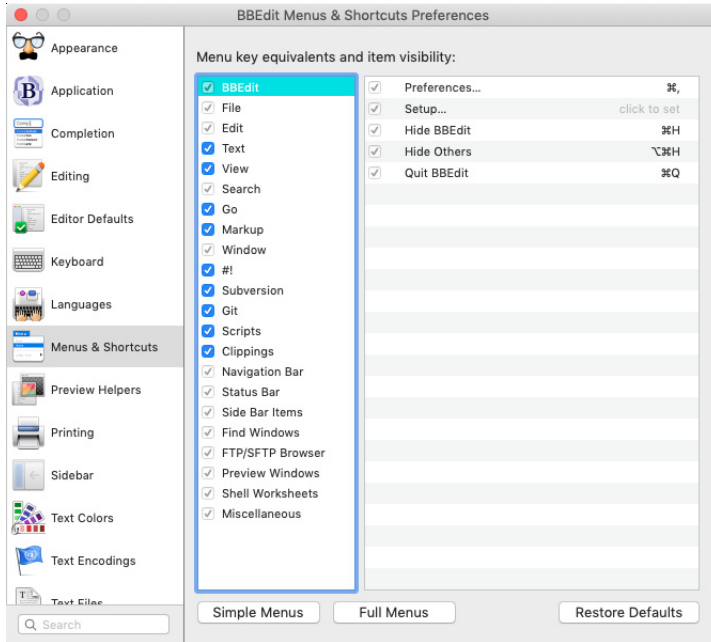 BBEdit Menus & Shortcuts Preferences
Appearance
Application
Completion
Editing
Editor Defaults
Keyboard
Languages
Menus & Shortcuts
Preview Helpers
Printing
Sidebar
Text Colors
Text Encodings
Text Files
Search
Menu key equivalents and item visibility:
BBEdit
File
Edit
Text
View
Search
Go
Markup
Window
#!
Subversion
Git
Scripts
Clippings
Navigation Bar
Status Bar
Side Bar Items
Find Windows
FTP/SFTP Browser
Preview Windows
Shell Worksheets
Miscellaneous
Preferences... ⌘,
Setup... click to set
Hide BBEdit ⌘H
Hide Others ⌥⌘H
Quit BBEdit ⌘Q
Simple Menus Full Menus Restore Defaults